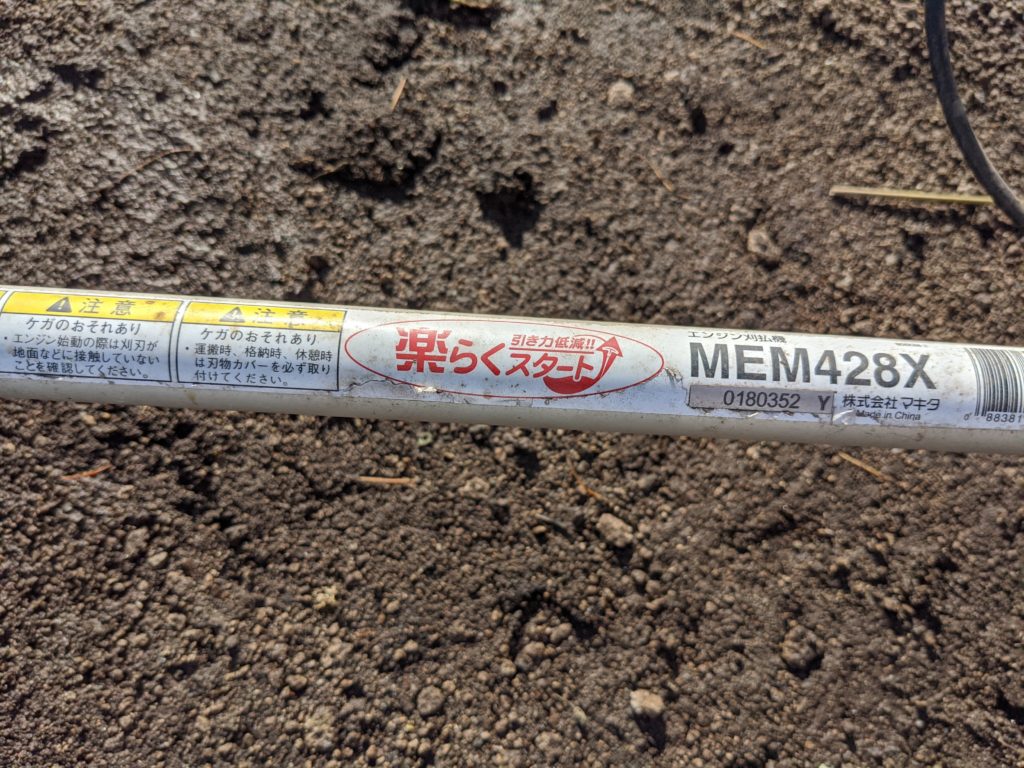 注意
ケガのおそれあり
・エンジン始動の際は刈刃が
地面などに接触していない
ことを確認してください。
注意
ケガのおそれあり
・運搬時、格納時、休憩時
は刃物カバーを必ず取り
付けてください。
引き力低減!!
楽らくスタート
エンジン刈払機
MEM428X
0180352 Y
株式会社マキタ
Made in China
0 88381